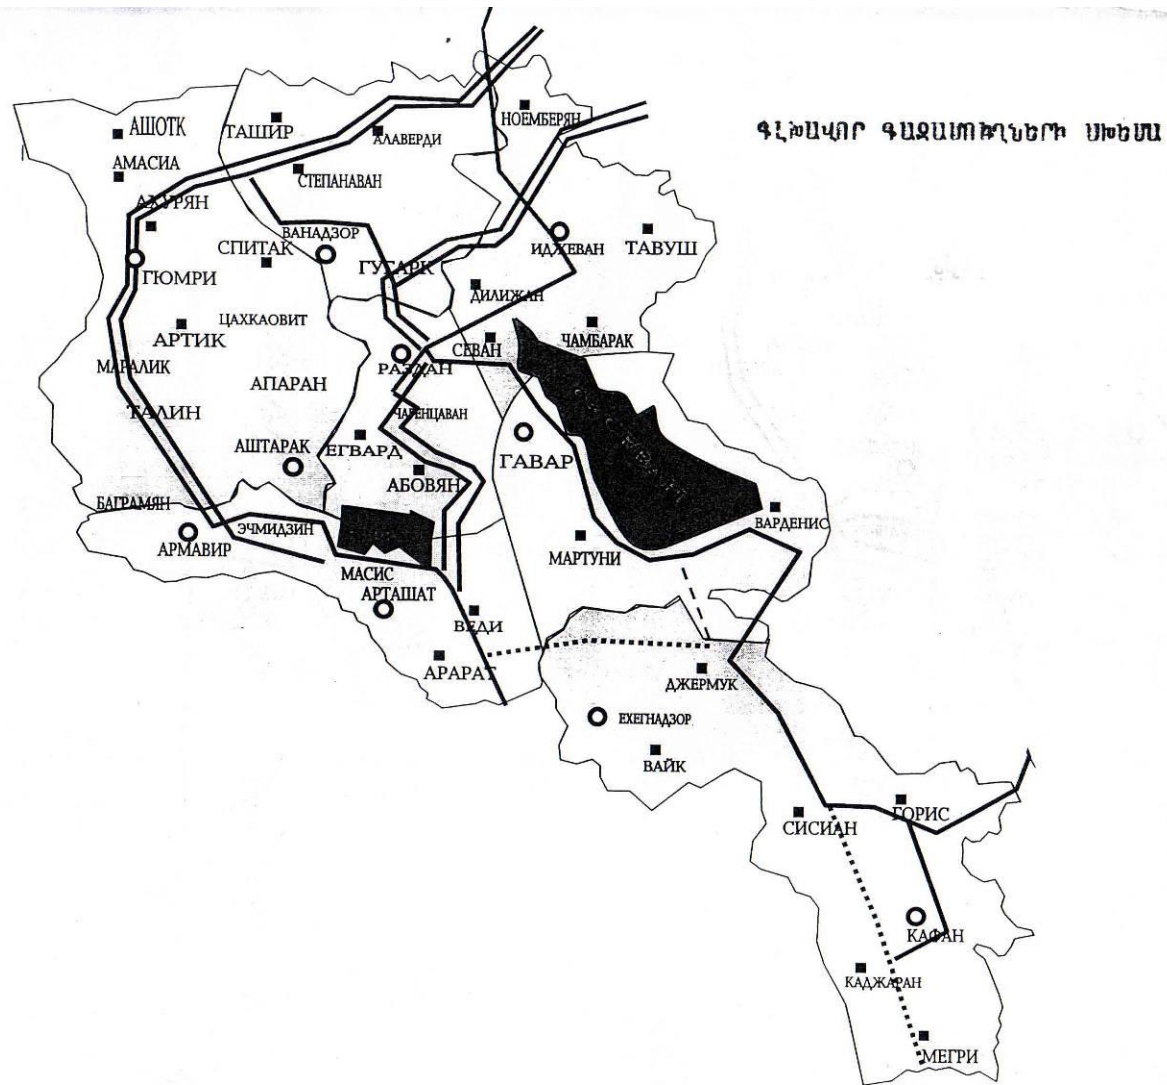 ԳԼԽԱՎՈՐ ԳԱԶԱՄՈՒՂՆԵՐԻ ՍԽԵՄԱ
АШОТК
ТАШИР
АЛАВЕРДИ
НОЕМБЕРЯН
АМАСИА
СТЕПАНАВАН
АХУРЯН
ВАНАДЗОР
ИДЖЕВАН
ТАВУШ
СПИТАК
ГУГАРК
ГЮМРИ
ДИЛИЖАН
ЦАХКАОВИТ
АРТИК
СЕВАН
ЧАМБАРАК
МАРАЛИК
РАЗДАН
АПАРАН
ТАЛИН
ЧАРЕНЦАВАН
АШТАРАК
ЕГВАРД
ГАВАР
АБОВЯН
БАГРАМЯН
ЭЧМИДЗИН
ВАРДЕНИС
АРМАВИР
МАРТУНИ
МАСИС
АРТАШАТ
ВЕДИ
АРАРАТ
ДЖЕРМУК
ЕХЕГНАДЗОР
ВАЙК
ГОРИС
СИСИАН
КАФАН
КАДЖАРАН
МЕГРИ